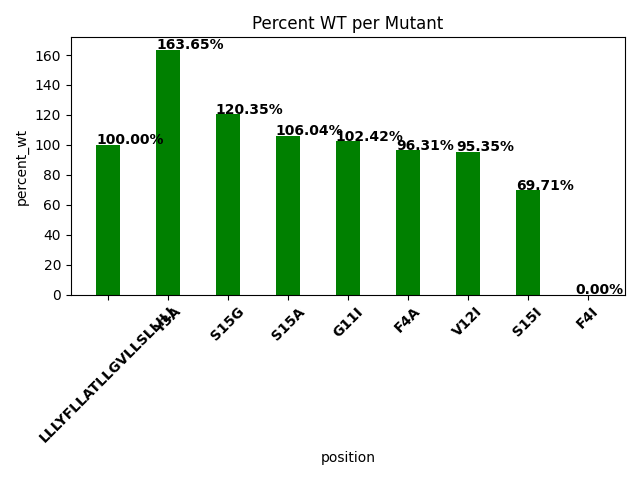 Percent WT per Mutant
percent_wt
160
140
120
100
80
60
40
20
0
100.00%
163.65%
120.35%
106.04%
102.42%
96.31%
95.35%
69.71%
0.00%
S15G
S15A
G11I
F4A
V12I
S15I
F4I
position